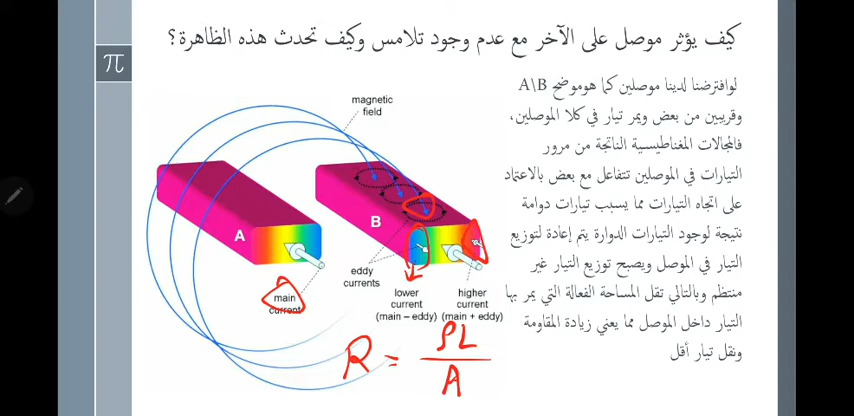 كيف يؤثر موصل على الآخر مع عدم وجود تلامس وكيف تحدث هذه الظاهرة؟
π
لوافترضنا لدينا موصلين كما هوموضح A\B
وقريبين من بعض ويمر تيار في كلا الموصلين،
فالمجالات المغناطيسية الناتجة من مرور
التيارات في الموصلين تتفاعل مع بعض بالاعتماد
على اتجاه التيارات مما يسبب تيارات دوامة
نتيجة لوجود التيارات الدوارة يتم إعادة لتوزيع
التيار في الموصل ويصبح توزيع التيار غير
منتظم وبالتالي تقل المساحة الفعالة التي يمر بها
التيار داخل الموصل مما يعني زيادة المقاومة
ونقل تيار أقل
magnetic
field
A
B
main
current
eddy
currents
lower
current
(main – eddy)
higher
current
(main + eddy)
R = ρL / A